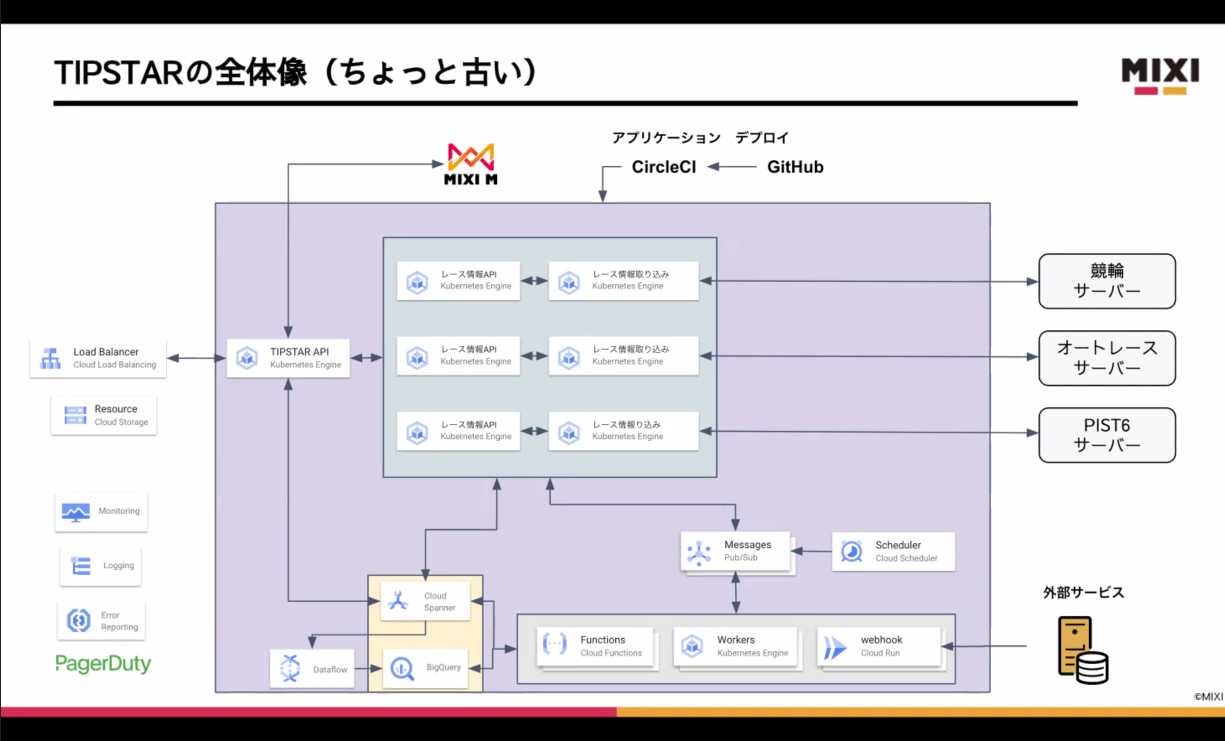 TIPSTARの全体像（ちょっと古い）
MIXI
アプリケーション デプロイ
MIXI M
CircleCI
GitHub
レース情報API
Kubernetes Engine
レース情報取り込み
Kubernetes Engine
競輪
サーバー
Load Balancer
Cloud Load Balancing
TIPSTAR API
Kubernetes Engine
レース情報API
Kubernetes Engine
レース情報取り込み
Kubernetes Engine
オートレース
サーバー
Resource
Cloud Storage
レース情報API
Kubernetes Engine
レース情報り込み
Kubernetes Engine
PIST6
サーバー
Monitoring
Messages
Pub/Sub
Scheduler
Cloud Scheduler
Logging
Cloud
Spanner
外部サービス
Error
Reporting
Functions
Cloud Functions
Workers
Kubernetes Engine
webhook
Cloud Run
PagerDuty
Dataflow
BigQuery
©MIXI